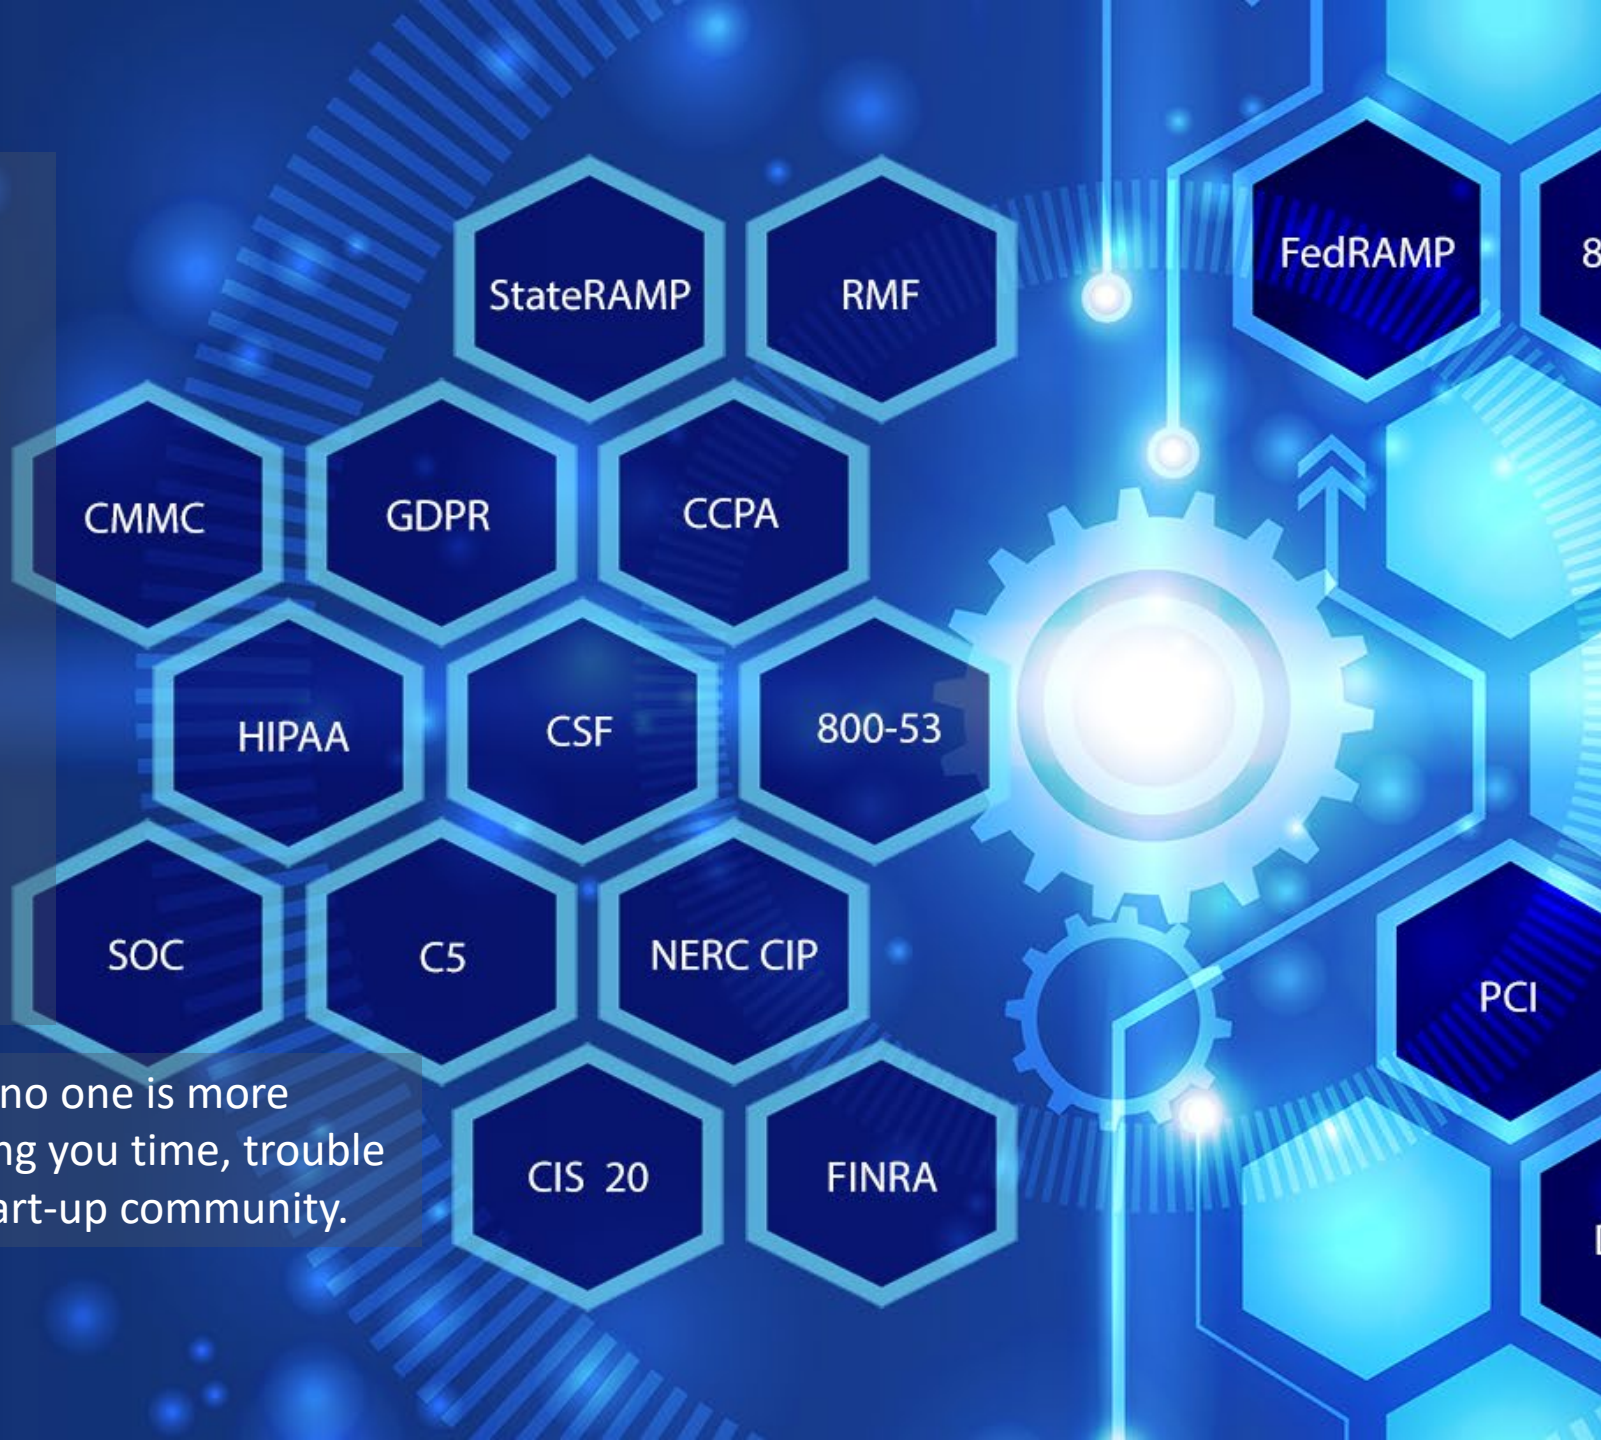 StateRAMP
RMF
FedRAMP
8
CMMC
GDPR
CCPA
HIPAA
CSF
800-53
SOC
C5
NERC CIP
PCI
no one is more
ng you time, trouble
art-up community.
CIS 20
FINRA